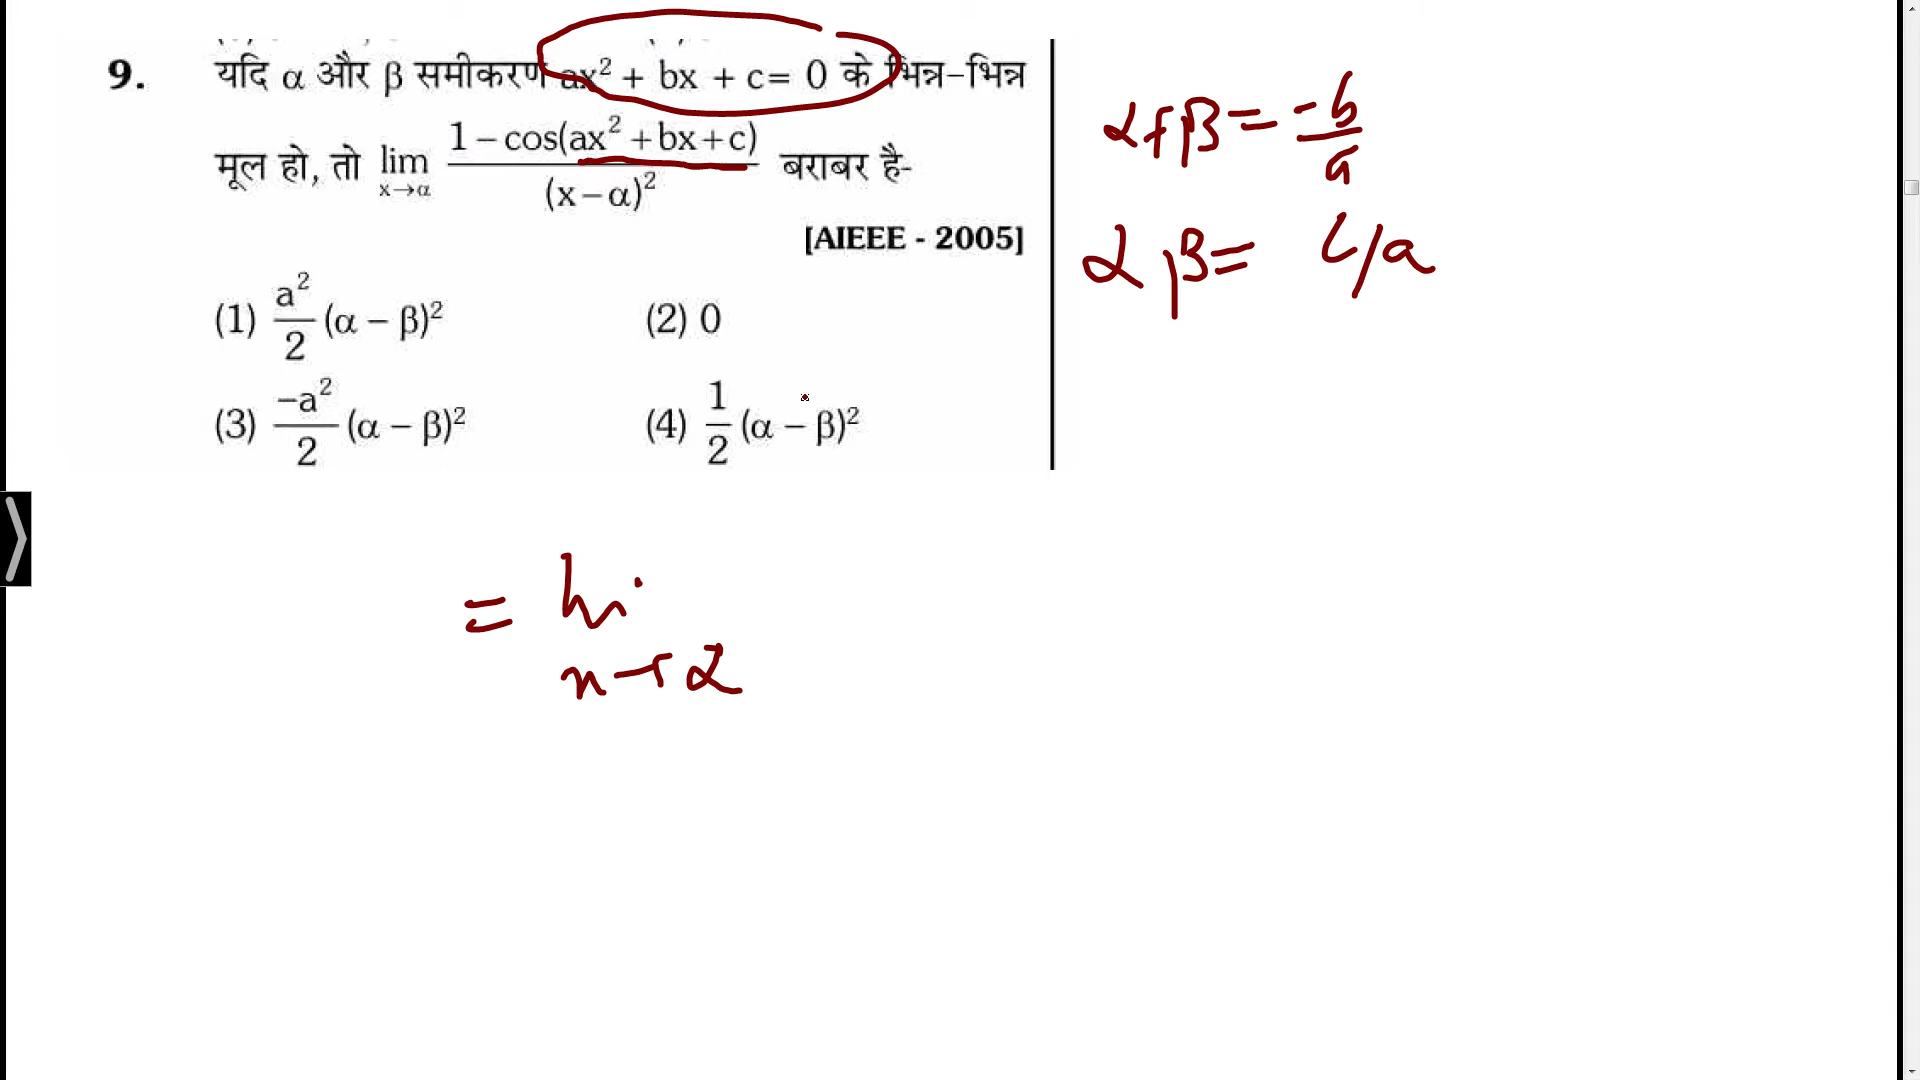 9. यदि α और β समीकरण ax² + bx + c= 0 के भिन्न-भिन्न
मूल हो, तो lim x→α (1 – cos(ax² + bx + c))/(x – α)² बराबर है-
[AIEEE - 2005]
(1) a²/2 (α – β)² (2) 0
(3) –a²/2 (α – β)² (4) 1/2 (α – β)²
α+β = -b/a
αβ = c/a
= li
x→α